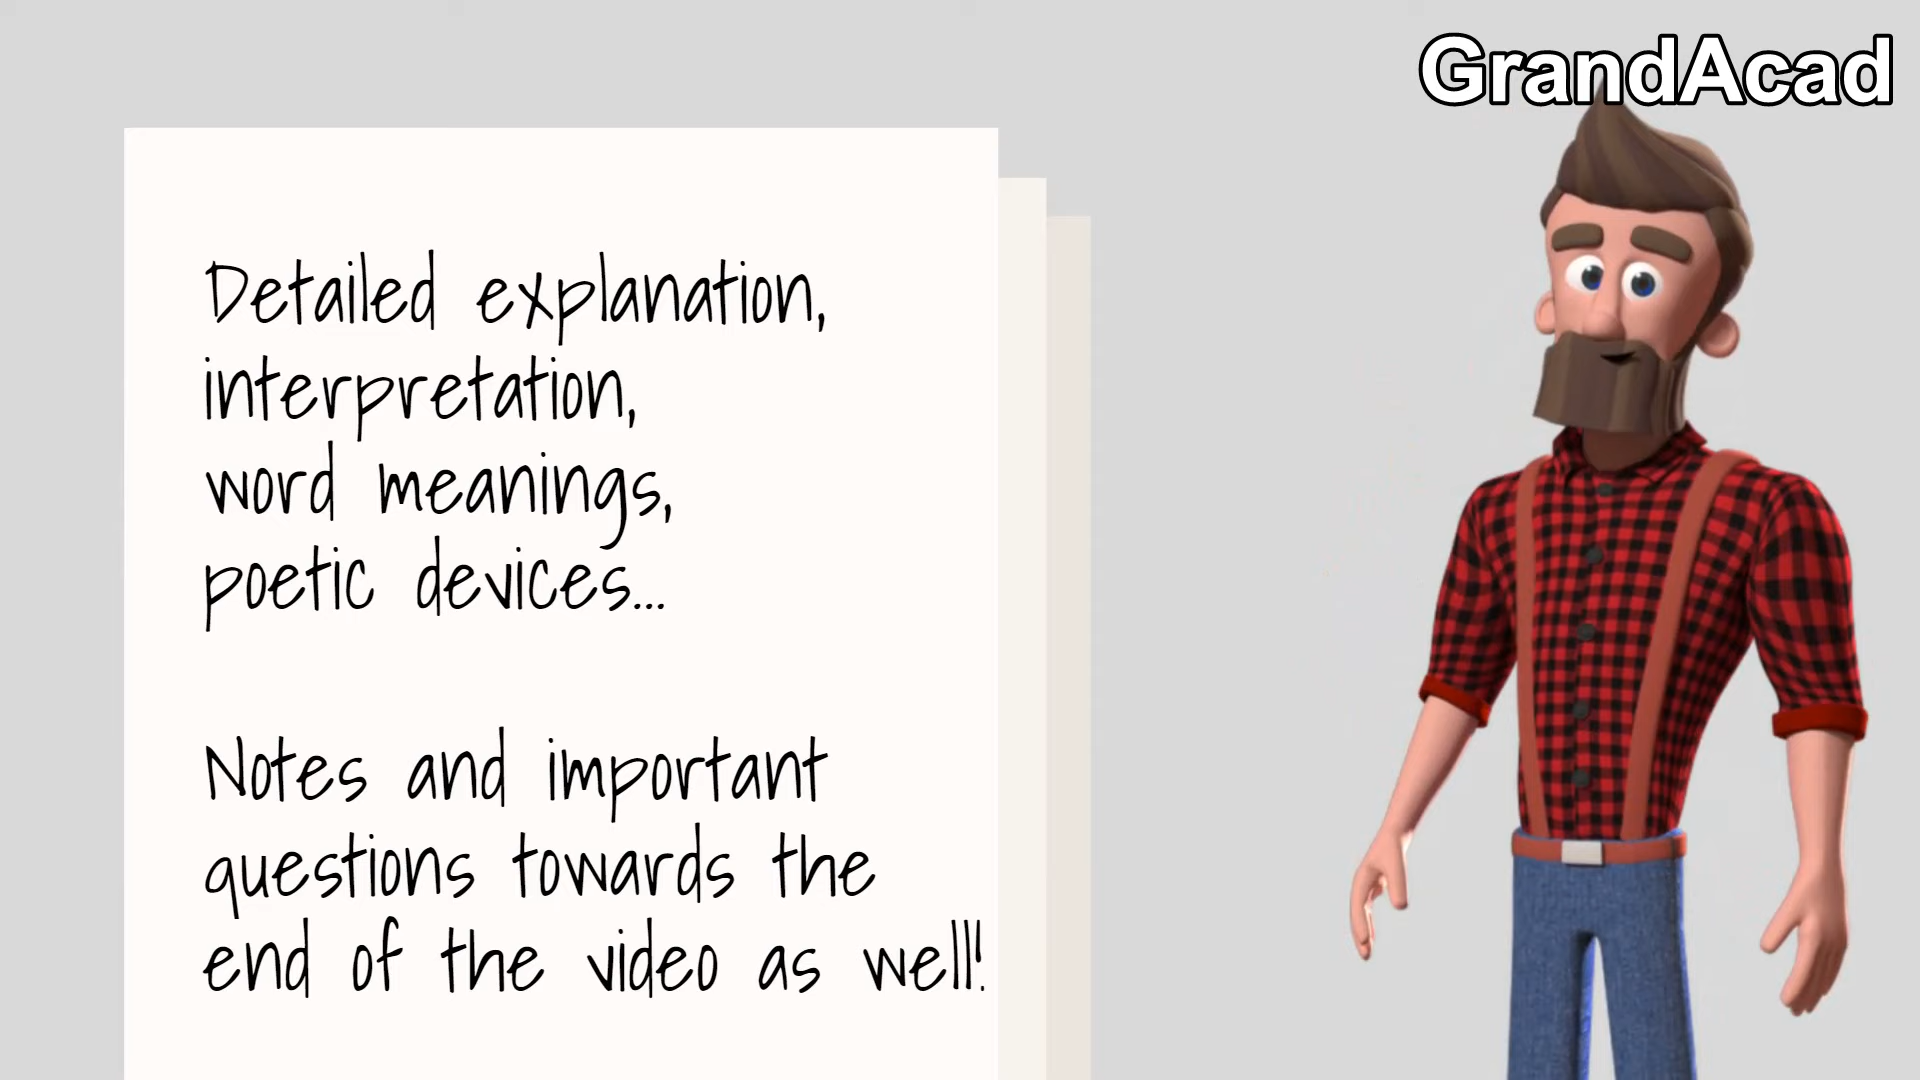 GrandAcad
Detailed explanation,
interpretation,
word meanings,
poetic devices...
Notes and important
questions towards the
end of the video as well!